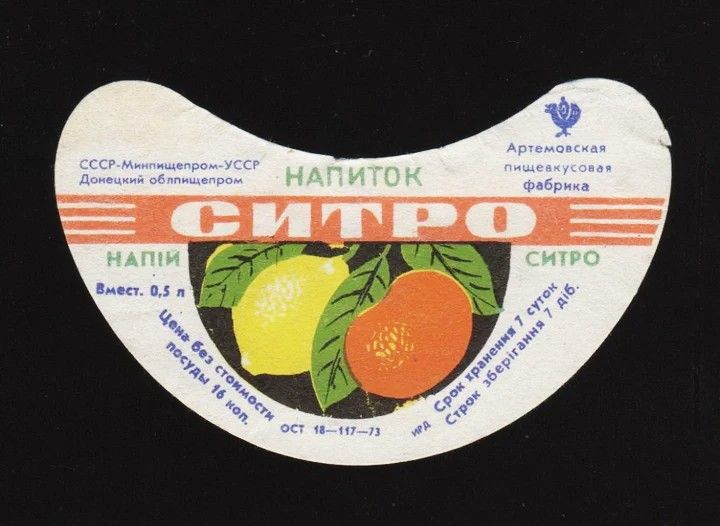 СССР-Минпищепром-УССР
Донецкий облпищепром
НАПИТОК
Артемовская
пищевкусовая
фабрика
СИТРО
НАПІЙ
СИТРО
Вмест. 0,5 л
Цена без стоимости
посуды 16 коп.
ОСТ 18—117—73
ИРД
Срок хранения 7 суток
Строк зберігання 7 діб.